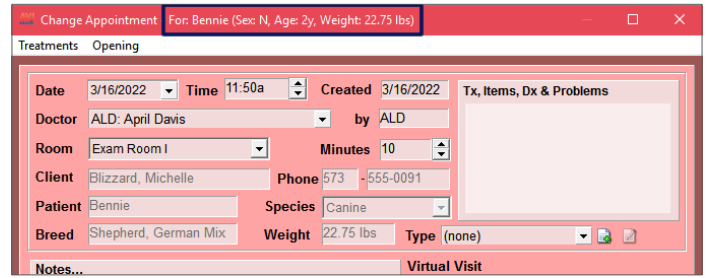 Change Appointment For: Bennie (Sex: N, Age: 2y, Weight: 22.75 lbs)
Treatments Opening
Date 3/16/2022 Time 11:50a Created 3/16/2022 Tx, Items, Dx & Problems
Doctor ALD: April Davis by ALD
Room Exam Room I Minutes 10
Client Blizzard, Michelle Phone 573 -555-0091
Patient Bennie Species Canine
Breed Shepherd, German Mix Weight 22.75 lbs Type (none)
Notes... Virtual Visit